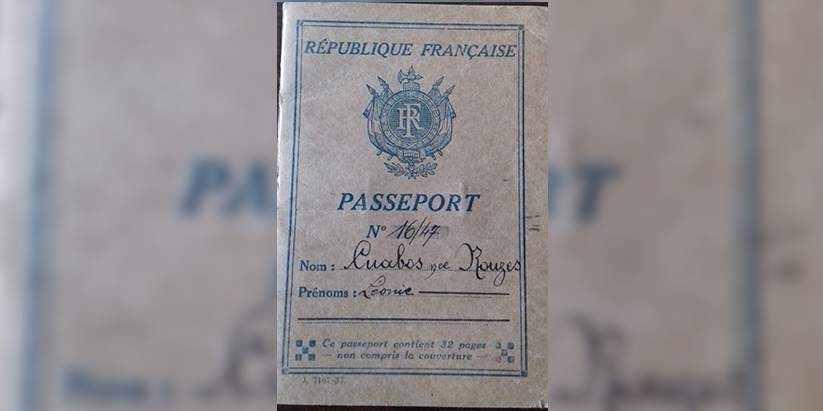 RÉPUBLIQUE FRANÇAISE
RF
PASSEPORT
N° 16/47
Nom : née Rouzes
Prénoms : Léonie
Ce passeport contient 32 pages
— non compris la couverture —